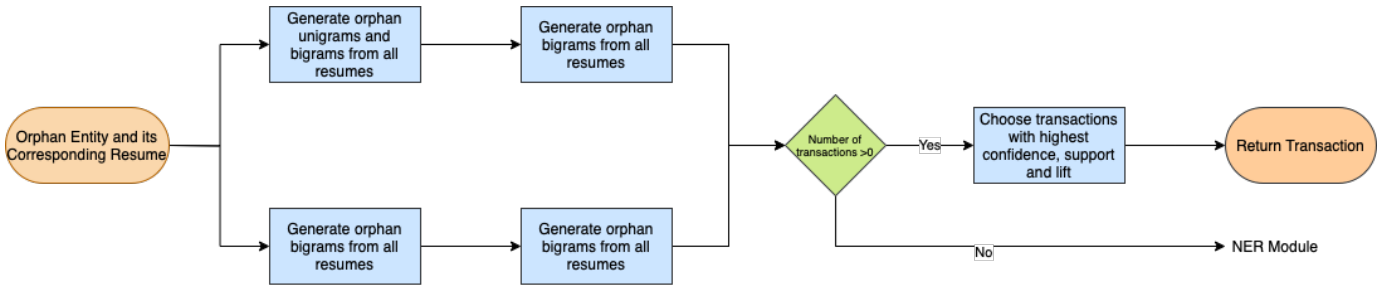 Generate orphan
unigrams and
bigrams from all
resumes
Generate orphan
bigrams from all
resumes
Orphan Entity and its
Corresponding Resume
Number of
transactions >0
Yes
Choose transactions
with highest
confidence, support
and lift
Return Transaction
Generate orphan
bigrams from all
resumes
Generate orphan
bigrams from all
resumes
No
NER Module